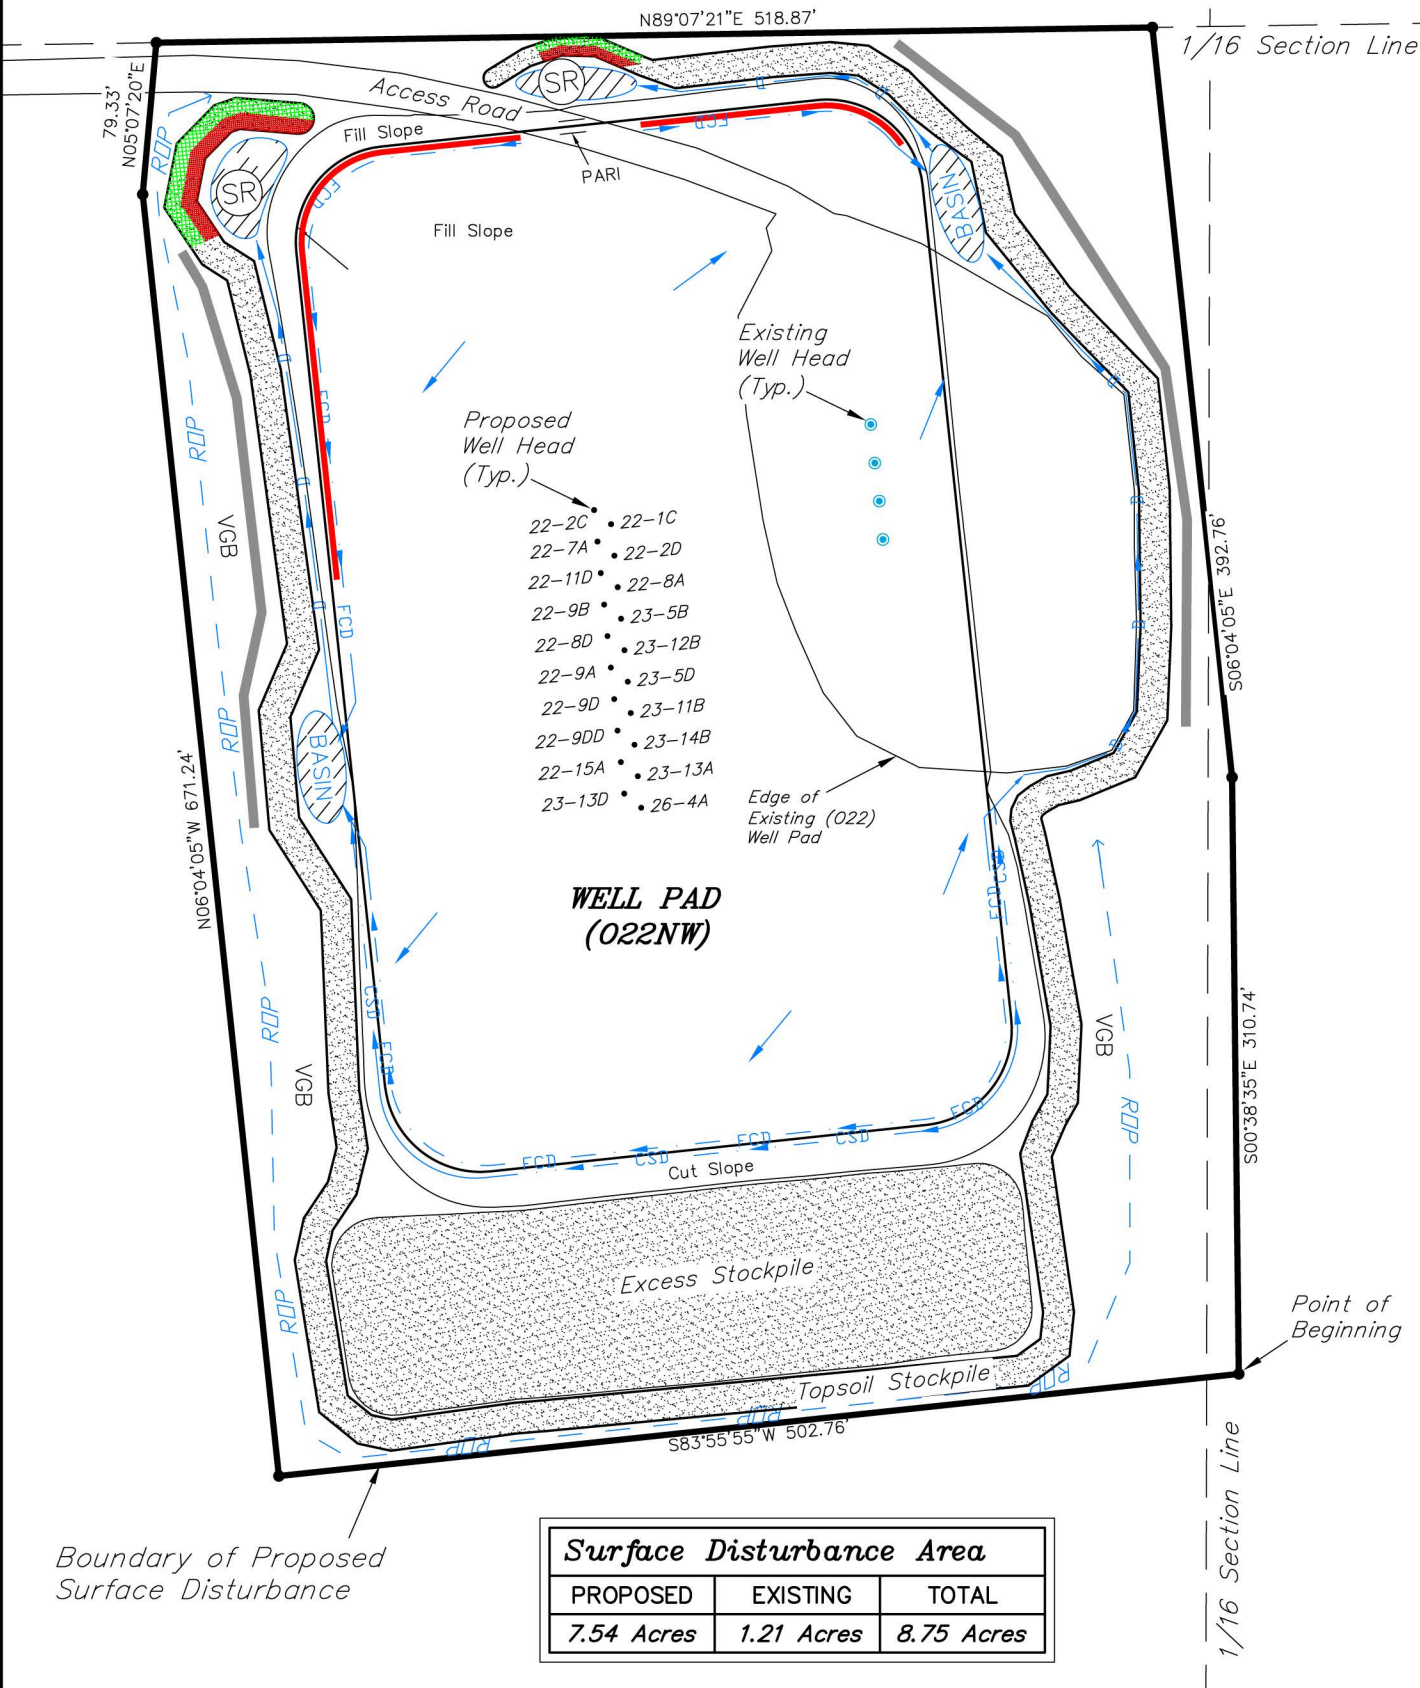 N89°07'21"E 518.87'
1/16 Section Line
79.33'
N05°07'20"E
ROP
Access Road
SR
SR
Fill Slope
FCD
PARI
FCD
BASIN
D
D
Fill Slope
Existing
Well Head
(Typ.)
D
D
FCD
D
ROP
Proposed
Well Head
(Typ.)
D
D
VGB
FCD
D
D
S06°04'05"E 392.76'
22-2C 22-1C
22-7A 22-2D
22-11D 22-8A
22-9B 23-5B
22-8D 23-12B
22-9A 23-5D
22-9D 23-11B
22-9DD 23-14B
22-15A 23-13A
23-13D 26-4A
ROP
BASIN
N06°04'05"W 671.24'
Edge of
Existing (O22)
Well Pad
WELL PAD
(O22NW)
CSD
FCD
ROP
CSD
FCD
VGB
VGB
ROP
S00°38'35"E 310.74'
FCD
FCD
CSD
FCD
CSD
Cut Slope
Excess Stockpile
ROP
Point of
Beginning
Topsoil Stockpile
ROP
ROP
ROP
S83°55'55"W 502.76'
1/16 Section Line
Boundary of Proposed
Surface Disturbance
Surface Disturbance Area
PROPOSED EXISTING TOTAL
7.54 Acres 1.21 Acres 8.75 Acres